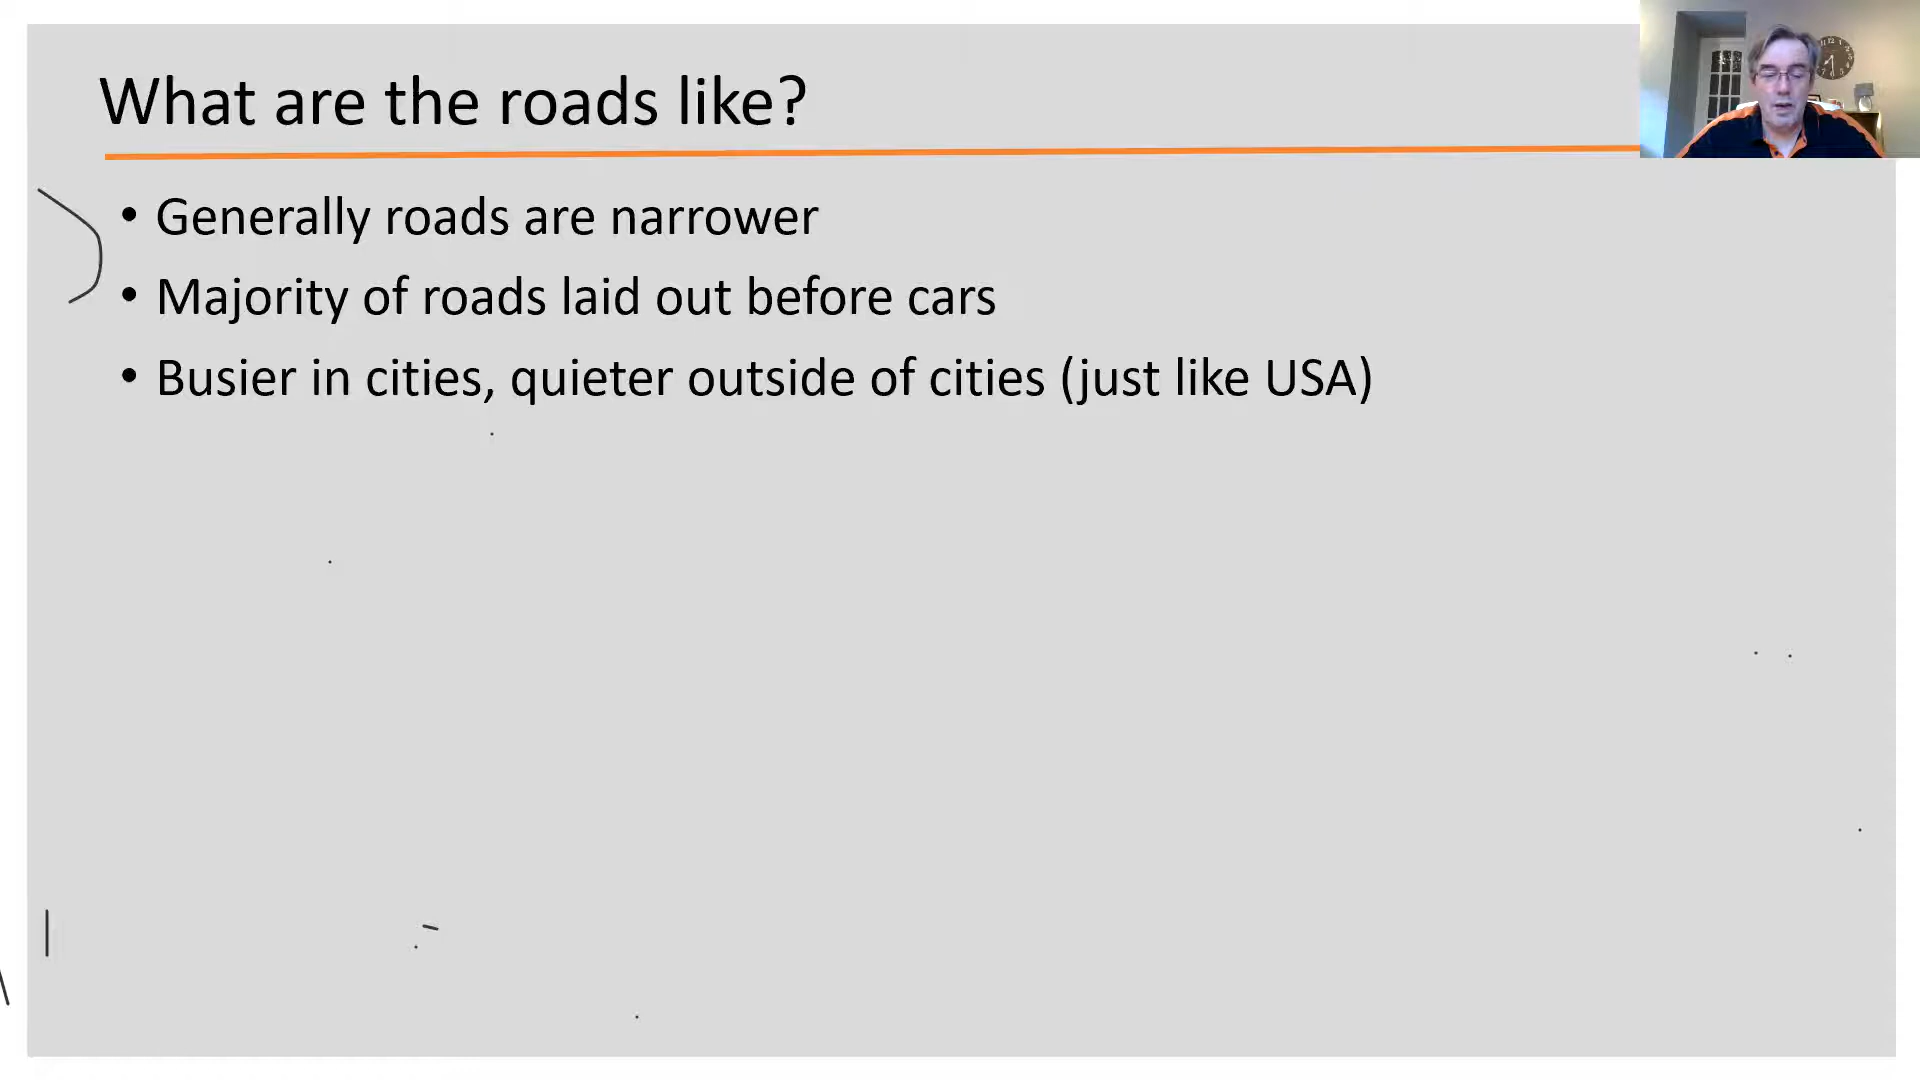 What are the roads like?
• Generally roads are narrower
• Majority of roads laid out before cars
• Busier in cities, quieter outside of cities (just like USA)